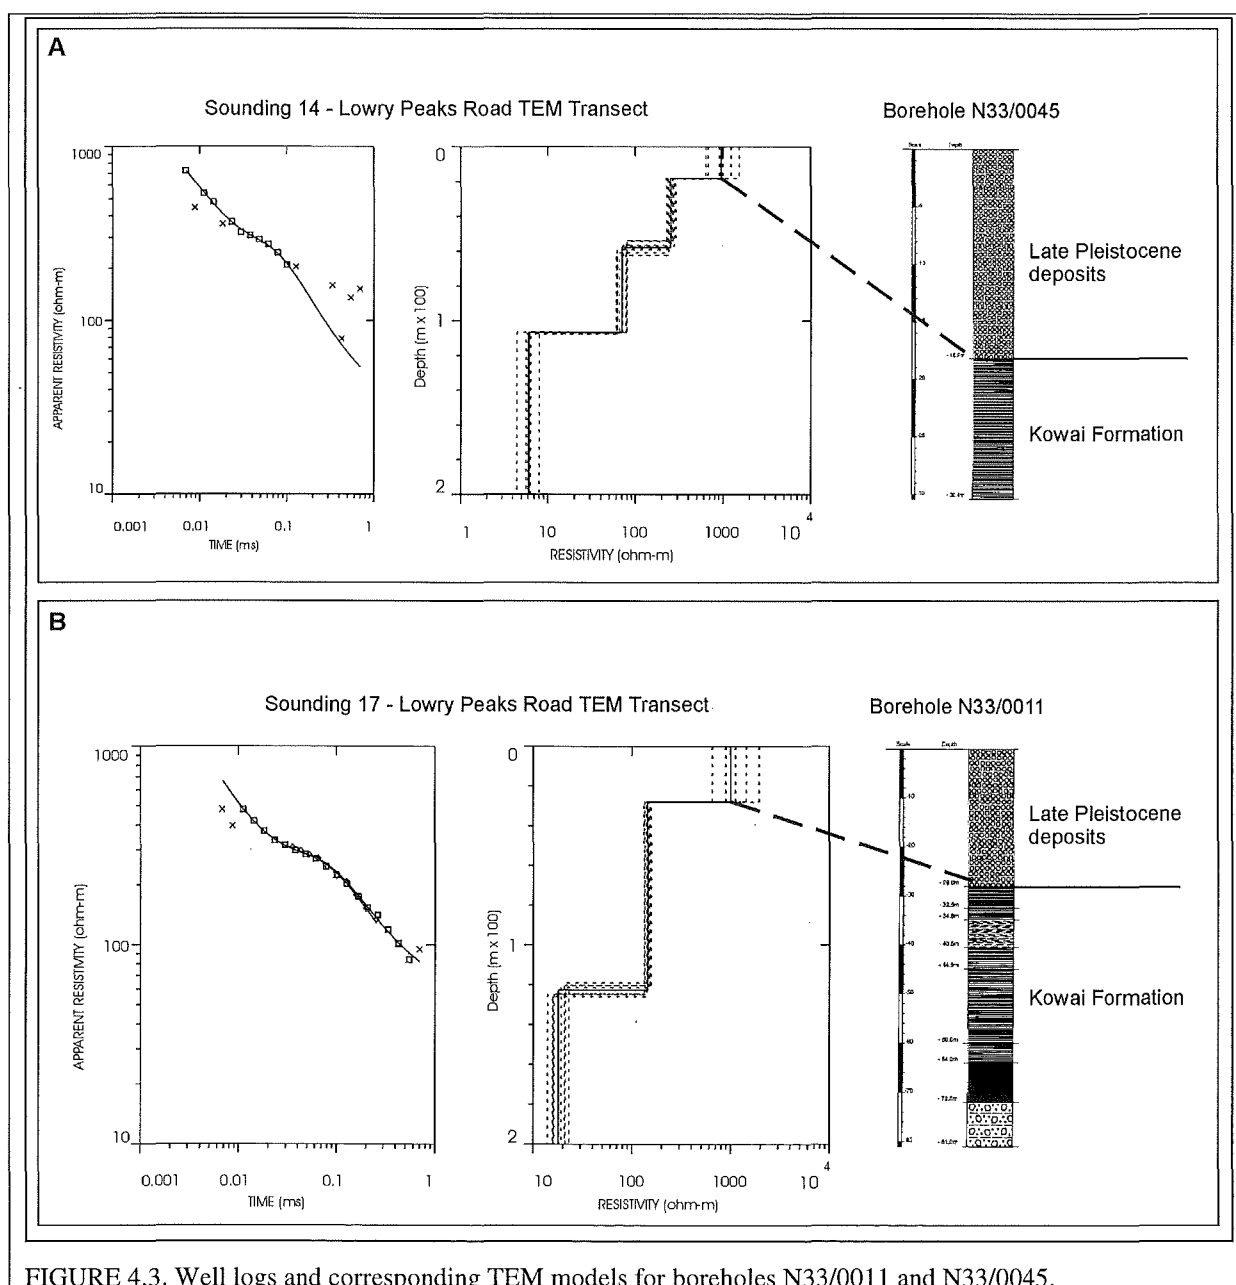 A
Sounding 14 - Lowry Peaks Road TEM Transect
Borehole N33/0045
1000
100
10
APPARENT RESISTIVITY (ohm-m)
0.001 0.01 0.1 1
TIME (ms)
0
1
2
Depth (m x 100)
1 10 100 1000 10 4
RESISTIVITY (ohm-m)
Scale Depth
Late Pleistocene
deposits
Kowai Formation
B
Sounding 17 - Lowry Peaks Road TEM Transect
Borehole N33/0011
1000
100
10
APPARENT RESISTIVITY (ohm-m)
0.001 0.01 0.1 1
TIME (ms)
0
1
2
Depth (m x 100)
10 100 1000 10 4
RESISTIVITY (ohm-m)
Scale Depth
Late Pleistocene
deposits
Kowai Formation
FIGURE 4.3. Well logs and corresponding TEM models for boreholes N33/0011 and N33/0045.